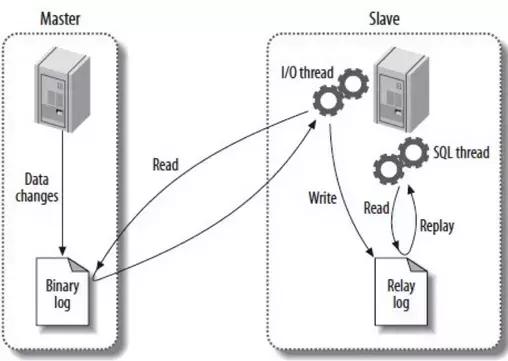 Master
Slave
I/O thread
SQL thread
Read
Data
changes
Write
Read
Replay
Binary
log
Relay
log